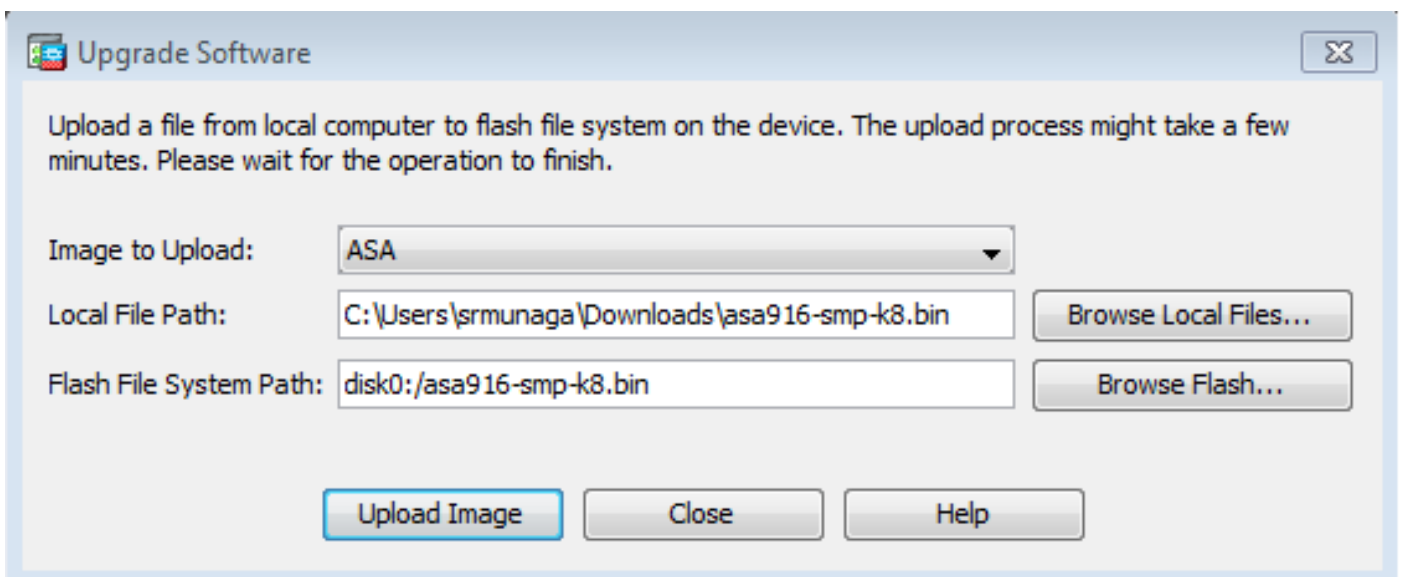 Upgrade Software
Upload a file from local computer to flash file system on the device. The upload process might take a few
minutes. Please wait for the operation to finish.
Image to Upload: ASA
Local File Path: C:\Users\srmunaga\Downloads\asa916-smp-k8.bin Browse Local Files...
Flash File System Path: disk0:/asa916-smp-k8.bin Browse Flash...
Upload Image Close Help